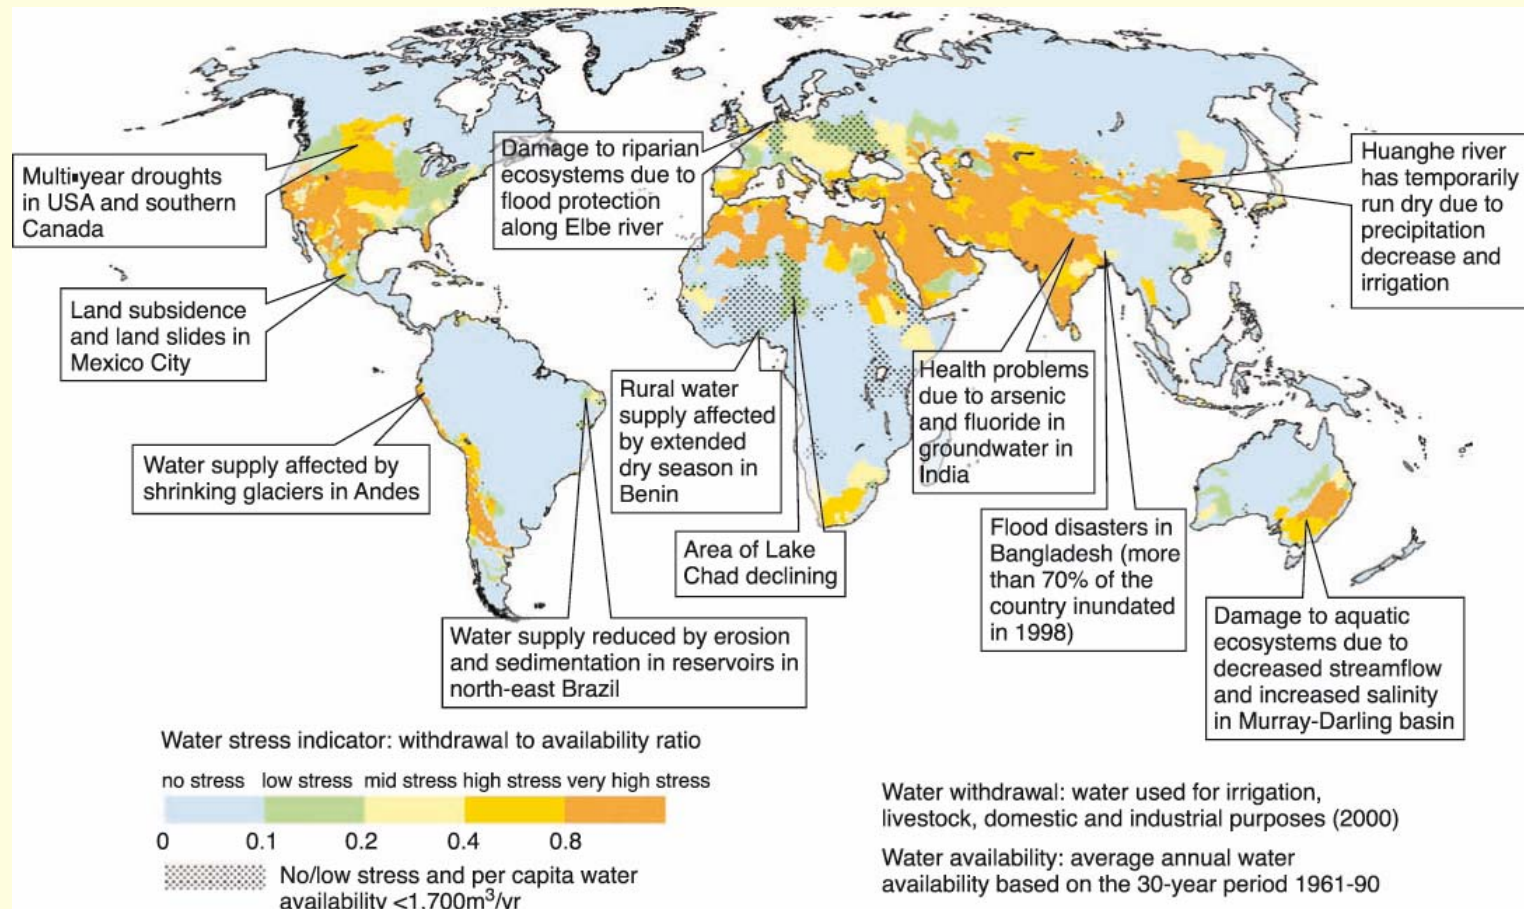 Multi-year droughts
in USA and southern
Canada
Damage to riparian
ecosystems due to
flood protection
along Elbe river
Huanghe river
has temporarily
run dry due to
precipitation
decrease and
irrigation
Land subsidence
and land slides in
Mexico City
Water supply affected by
shrinking glaciers in Andes
Rural water
supply affected
by extended
dry season in
Benin
Health problems
due to arsenic
and fluoride in
groundwater in
India
Area of Lake
Chad declining
Flood disasters in
Bangladesh (more
than 70% of the
country inundated
in 1998)
Damage to aquatic
ecosystems due to
decreased streamflow
and increased salinity
in Murray-Darling basin
Water supply reduced by erosion
and sedimentation in reservoirs in
north-east Brazil
Water stress indicator: withdrawal to availability ratio
no stress low stress mid stress high stress very high stress
0 0.1 0.2 0.4 0.8
No/low stress and per capita water
availability <1,700m³/yr
Water withdrawal: water used for irrigation,
livestock, domestic and industrial purposes (2000)
Water availability: average annual water
availability based on the 30-year period 1961-90